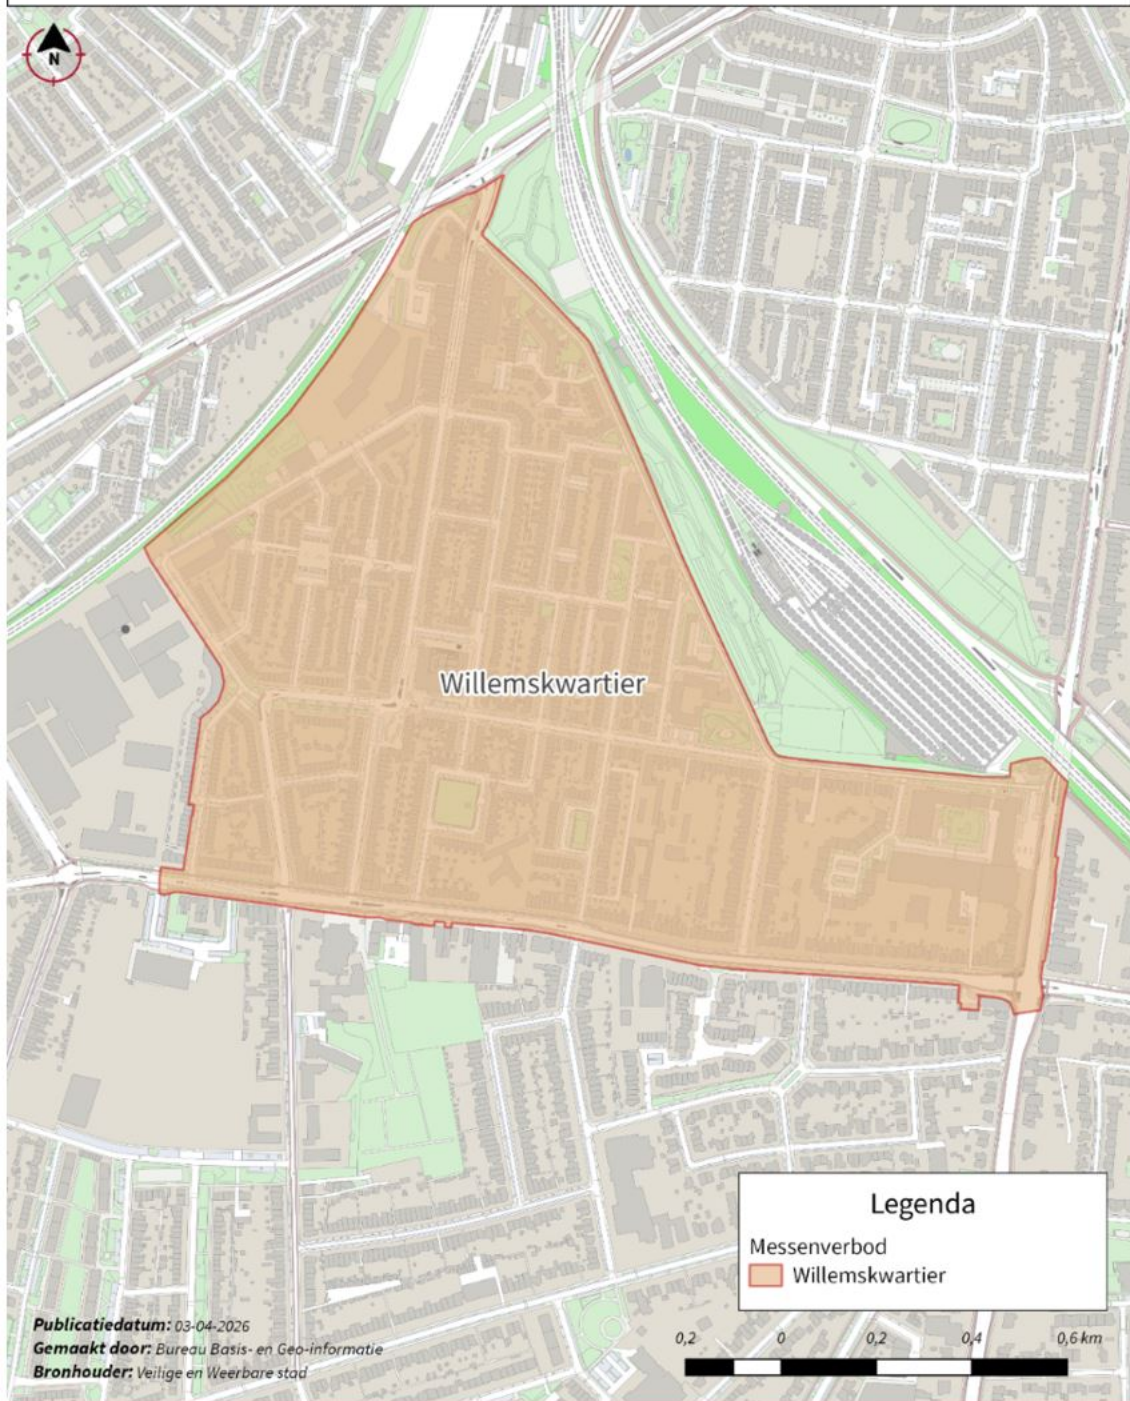 N
Willemskwartier
Legenda
Messenverbod
Willemskwartier
Publicatiedatum: 03-04-2026
Gemaakt door: Bureau Basis- en Geo-informatie
Bronhouder: Veilige en Weerbare stad
0,2 0 0,2 0,4 0,6 km